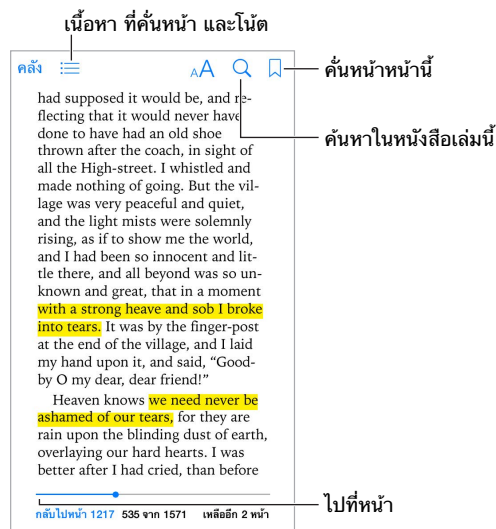 เนื้อหา ที่คั่นหน้า และโน้ต
คลัง
AA
คั่นหน้าหน้านี้
ค้นหาในหนังสือเล่มนี้
had supposed it would be, and re-
flecting that it would never have
done to have had an old shoe
thrown after the coach, in sight of
all the High-street. I whistled and
made nothing of going. But the vil-
lage was very peaceful and quiet,
and the light mists were solemnly
rising, as if to show me the world,
and I had been so innocent and lit-
tle there, and all beyond was so un-
known and great, that in a moment
with a strong heave and sob I broke
into tears. It was by the finger-post
at the end of the village, and I laid
my hand upon it, and said, “Good-
by O my dear, dear friend!”
Heaven knows we need never be
ashamed of our tears, for they are
rain upon the blinding dust of earth,
overlaying our hard hearts. I was
better after I had cried, than before
กลับไปหน้า 1217 535 จาก 1571 เหลืออีก 2 หน้า
ไปที่หน้า